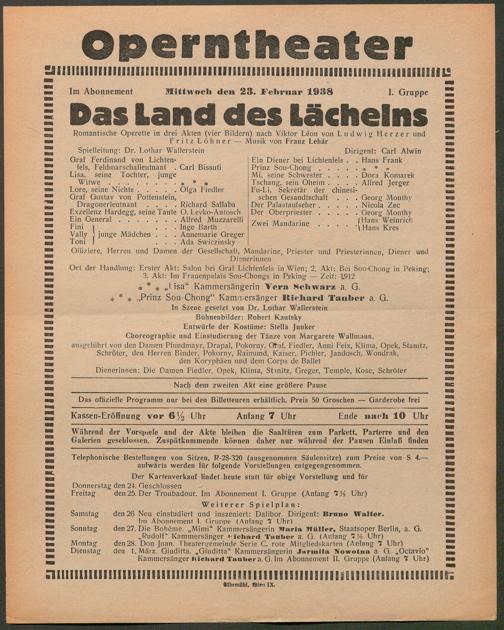 Operntheater
Im Abonnement Mittwoch den 23. Februar 1938 I. Gruppe
Das Land des Lächelns
Romantische Operette in drei Akten (vier Bildern) nach Viktor Léon von Ludwig Herzer und
Fritz Löhner — Musik von Franz Lehár
Spielleitung: Dr. Lothar Wallerstein Dirigent: Carl Alwin
Graf Ferdinand von Lichten-
fels, Feldmarschalleutnant . Carl Bissuti
Lisa, seine Tochter, junge
Witwe . . . . . . . * * *
Lore, seine Nichte . . . . . Olga Fiedler
Graf Gustav von Pottenstein,
Dragonerleutnant . . . . . Richard Sallaba
Exzellenz Hardegg, seine Tante O. Levko-Antosch
Ein General . . . . . . . Alfred Muzzarelli
Fini Inge Barth
Vally junge Mädchen . . . Annemarie Greger
Toni Ada Swiczinsky
Ein Diener bei Lichtenfels . . Hans Frank
Prinz Sou-Chong . . . . . * * *
Mi, seine Schwester . . . . Dora Komarek
Tschang, sein Oheim . . . . Alfred Jerger
Fu-Li, Sekretär der chinesi-
schen Gesandtschaft . . . Georg Monthy
Der Palastaufseher . . . . Nicola Zec
Der Oberpriester . . . . . Georg Monthy
Zwei Mandarine . . . . Hans Weinrich
Hans Kres
Offiziere, Herren und Damen der Gesellschaft, Mandarine, Priester und Priesterinnen, Diener und
Dienerinnen
Ort der Handlung: Erster Akt: Salon bei Graf Lichtenfels in Wien; 2. Akt: Bei Sou-Chong in Peking;
3. Akt: Im Frauenpalais Sou-Chongs in Peking — Zeit: 1912
* * * „Lisa" Kammersängerin Vera Schwarz a. G.
* * * „Prinz Sou-Chong" Kammersänger Richard Tauber a. G.
In Szene gesetzt von Dr. Lothar Wallerstein
Bühnenbilder: Robert Kautsky
Entwürfe der Kostüme: Stella Junker
Choreographie und Einstudierung der Tänze von Margarete Wallmann,
ausgeführt von den Damen Pfundmayr, Drapal, Pokorny, Graf, Fiedler, Anni Feix, Klima, Opek, Stanitz,
Schröter, den Herren Binder, Pokorny, Raimund, Kaiser, Pichler, Jandosch, Wondrak,
den Koryphäen und dem Corps de Ballet
Dienerinnen: Die Damen Fiedler, Opek, Klima, Stanitz, Greger, Temple, Kose, Schröter
Nach dem zweiten Akt eine größere Pause
Das offizielle Programm nur bei den Billetteuren erhältlich. Preis 50 Groschen — Garderobe frei
Kassen-Eröffnung vor 6½ Uhr Anfang 7 Uhr Ende nach 10 Uhr
Während der Vorspiele und der Akte bleiben die Saaltüren zum Parkett, Parterre und den
Galerien geschlossen. Zuspätkommende können daher nur während der Pausen Einlaß finden
Telephonische Bestellungen von Sitzen, R-28-320 (ausgenommen Säulensitze) zum Preise von S 4.—
aufwärts werden für folgende Vorstellungen entgegengenommen.
Der Kartenverkauf findet heute statt für obige Vorstellung und für
Donnerstag den 24. Geschlossen
Freitag den 25. Der Troubadour. Im Abonnement I. Gruppe (Anfang 7½ Uhr)
Weiterer Spielplan:
Samstag den 26 Neu einstudiert und inszeniert: Dalibor. Dirigent: Bruno Walter.
Im Abonnement I. Gruppe (Anfang 7 Uhr)
Sonntag den 27. Die Bohème. „Mimi" Kammersängerin Maria Müller, Staatsoper Berlin, a. G.
„Rudolf" Kammersänger Richard Tauber a. G. (Anfang 7½ Uhr)
Montag den 28. Don Juan. Theatergemeinde Serie C, rote Mitgliedskarten (Anfang 7 Uhr)
Dienstag den 1. März. Giuditta. „Giuditta" Kammersängerin Jarmila Novotna a G. „Octavio"
Kammersänger Richard Tauber a. G. Im Abonnement II. Gruppe (Anfang 7 Uhr)
Elbemühl, Wien IX.